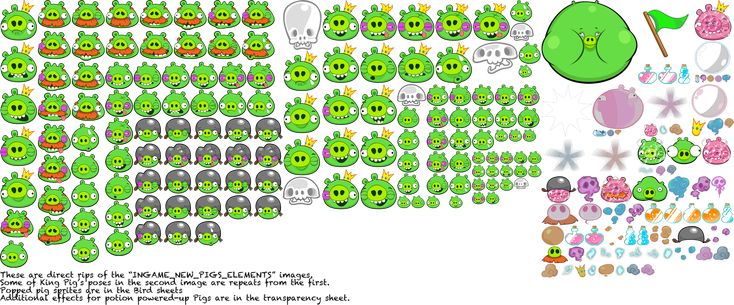 These are direct rips of the "INGAME_NEW_PIGS_ELEMENTS" images,
Some of King Pig's poses in the second image are repeats from the first.
Popped pig sprites are in the Bird sheets
Additional effects for potion powered-up Pigs are in the transparency sheet.